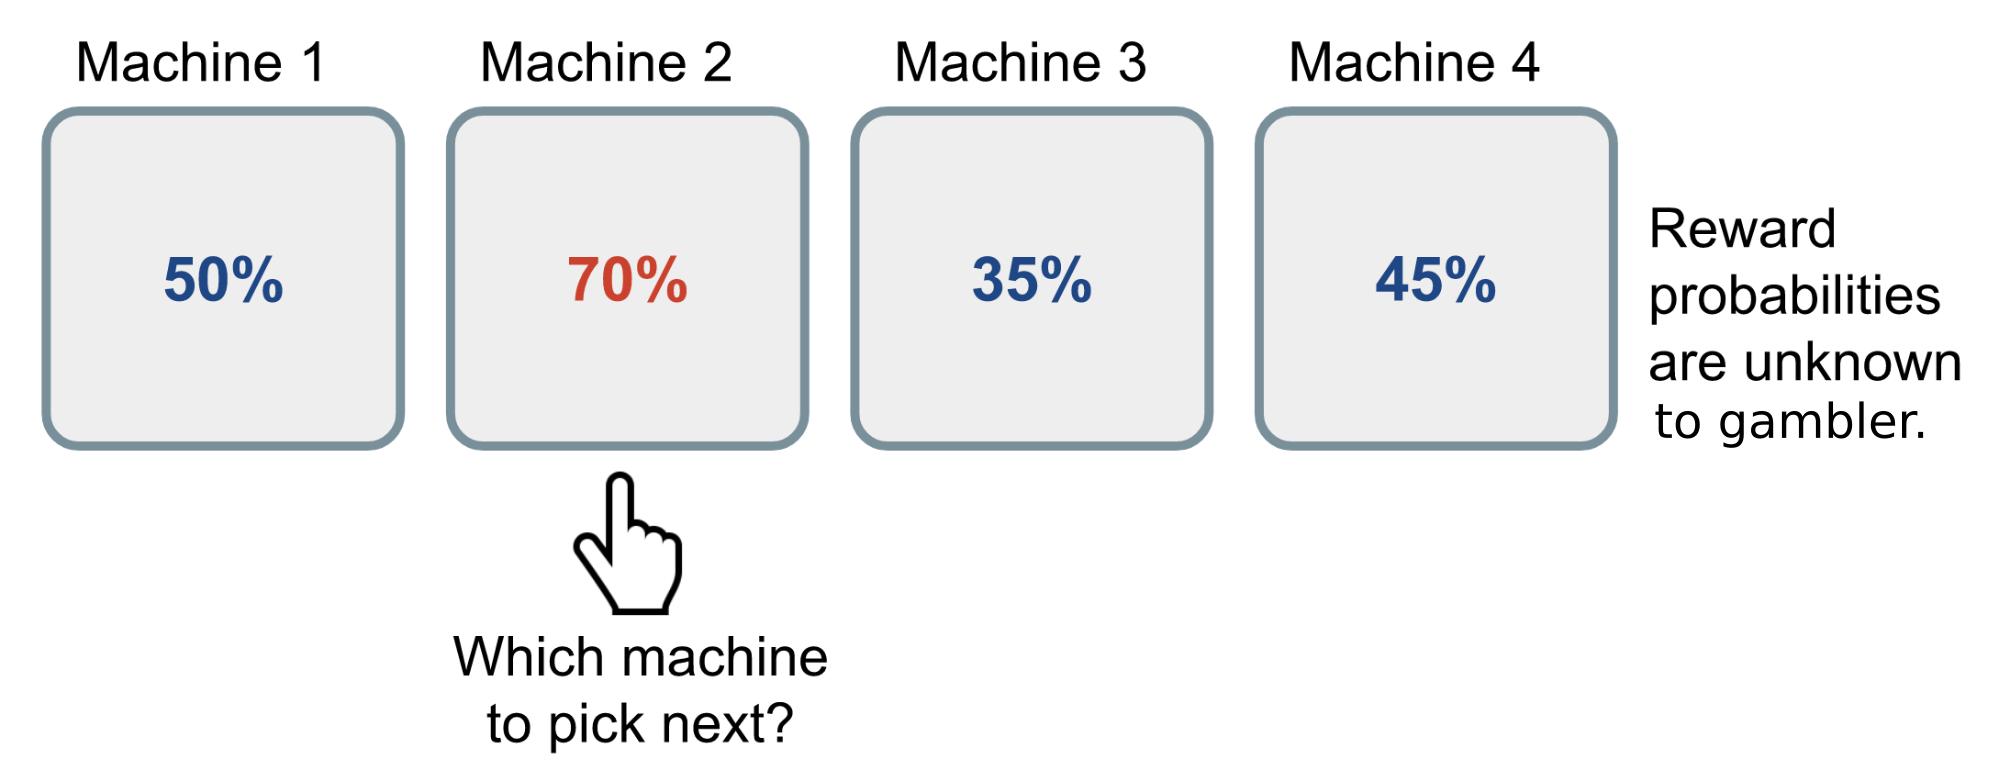 Machine 1
Machine 2
Machine 3
Machine 4
50%
70%
35%
45%
Reward
probabilities
are unknown
to gambler.
Which machine
to pick next?